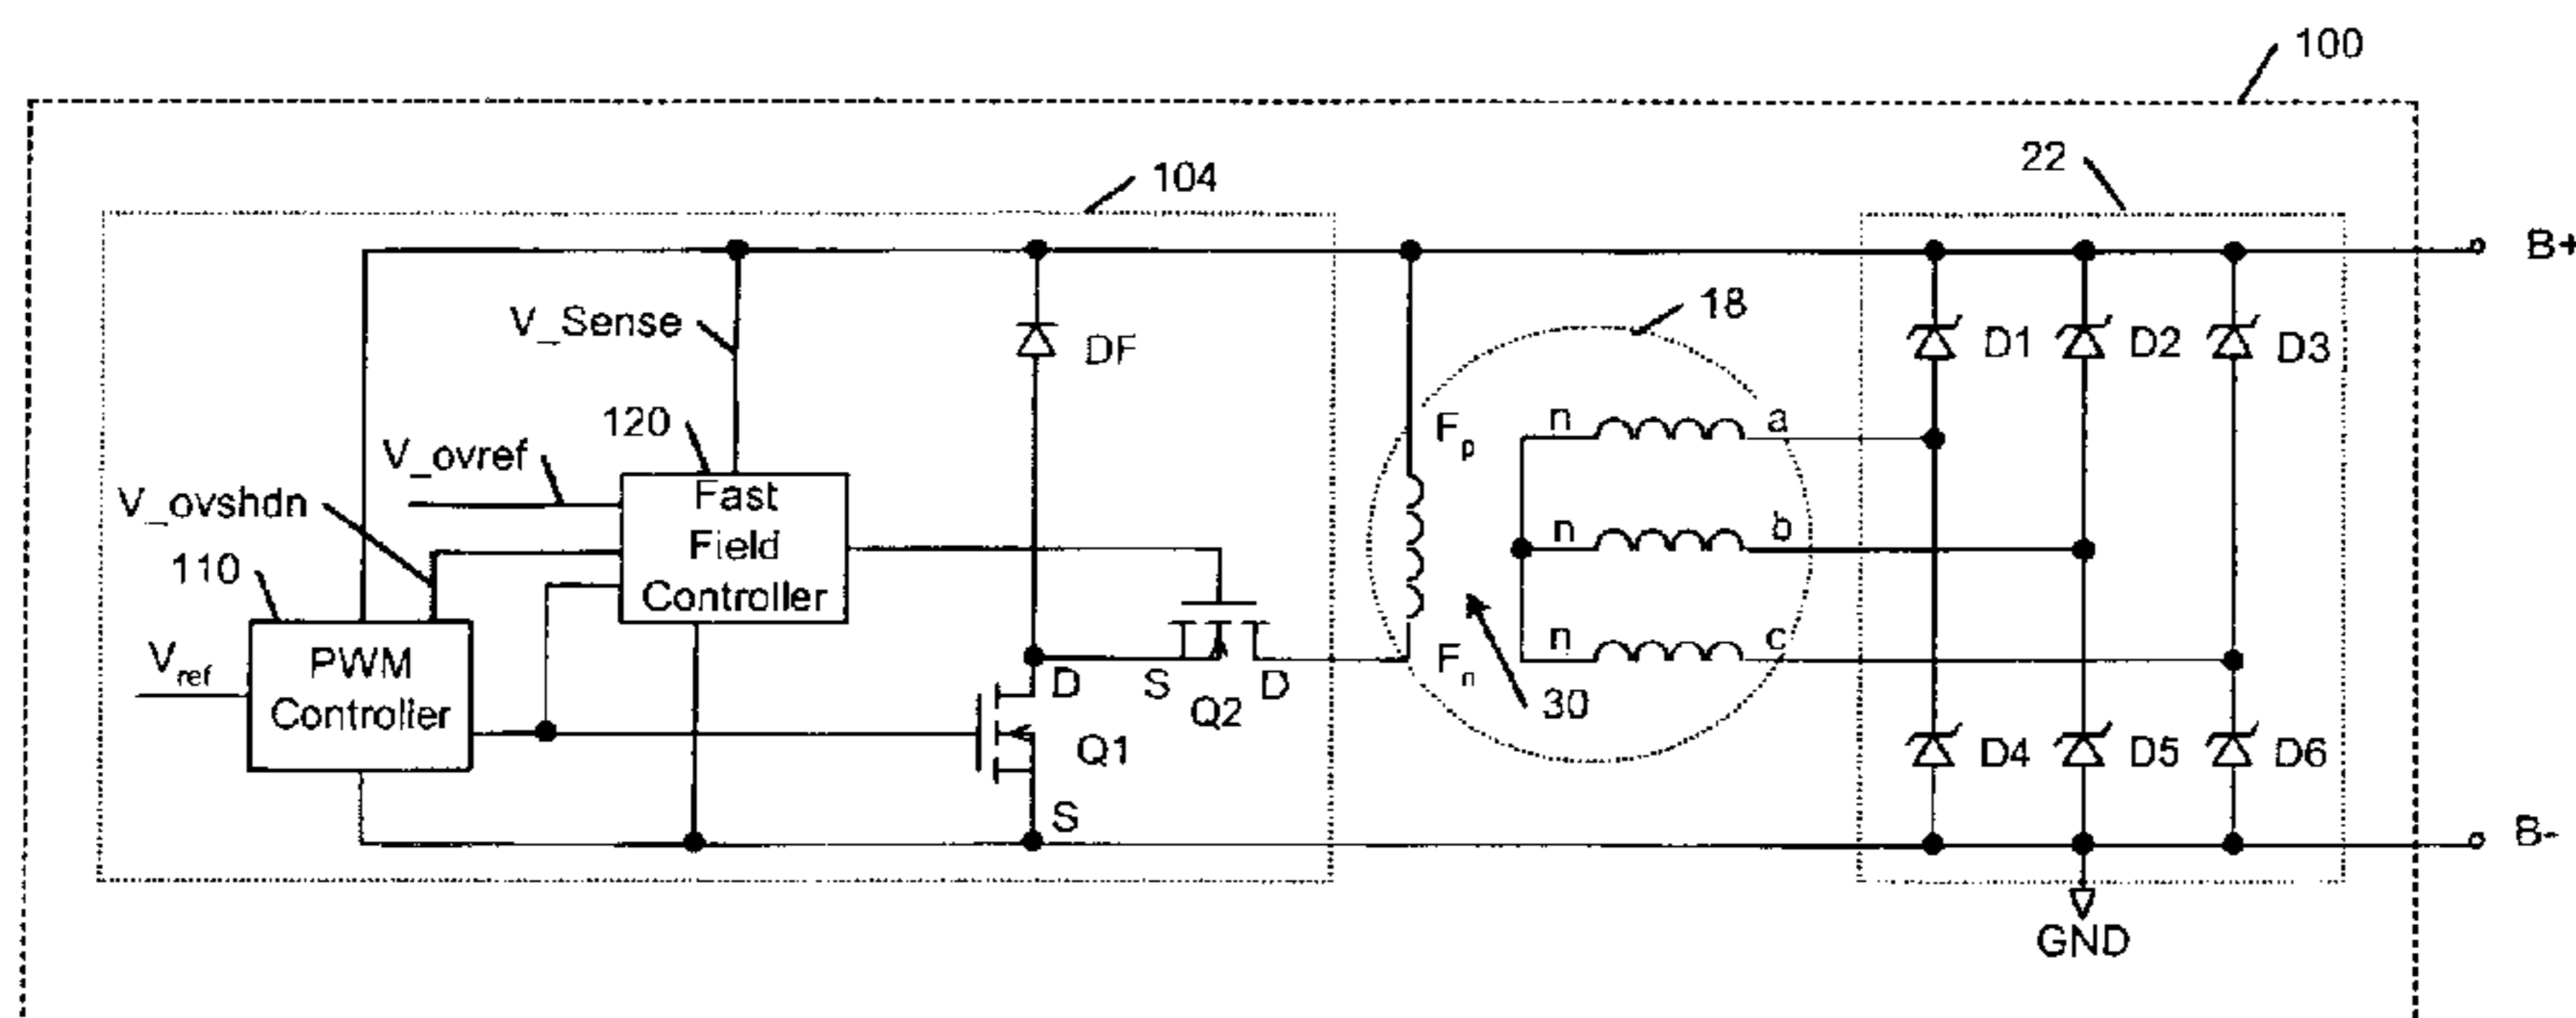 100
104
22
B+
V_Sense
DF
18
D1
D2
D3
120
V_ovref
Fp
n
a
V_ovshdn
Fast
Field
Controller
n
b
110
Vref
PWM
Controller
D
S
D
Q2
Fn
30
n
c
Q1
D4
D5
D6
S
B-
GND